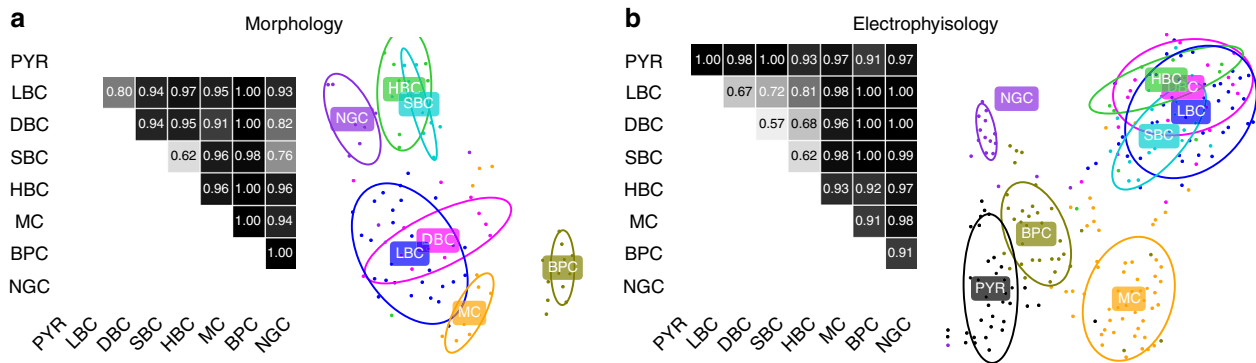 a
Morphology
PYR
LBC 0.80 0.94 0.97 0.95 1.00 0.93
DBC 0.94 0.95 0.91 1.00 0.82
SBC 0.62 0.96 0.98 0.76
HBC 0.96 1.00 0.96
MC 1.00 0.94
BPC 1.00
NGC
PYR LBC DBC SBC HBC MC BPC NGC
HBC
SBC
NGC
DBC
LBC
BPC
MC
b
Electrophyisology
PYR 1.00 0.98 1.00 0.93 0.97 0.91 0.97
LBC 0.67 0.72 0.81 0.98 1.00 1.00
DBC 0.57 0.68 0.96 1.00 1.00
SBC 0.62 0.98 1.00 0.99
HBC 0.93 0.92 0.97
MC 0.91 0.98
BPC 0.91
NGC
PYR LBC DBC SBC HBC MC BPC NGC
NGC
HBC
LBC
SBC
BPC
PYR
MC